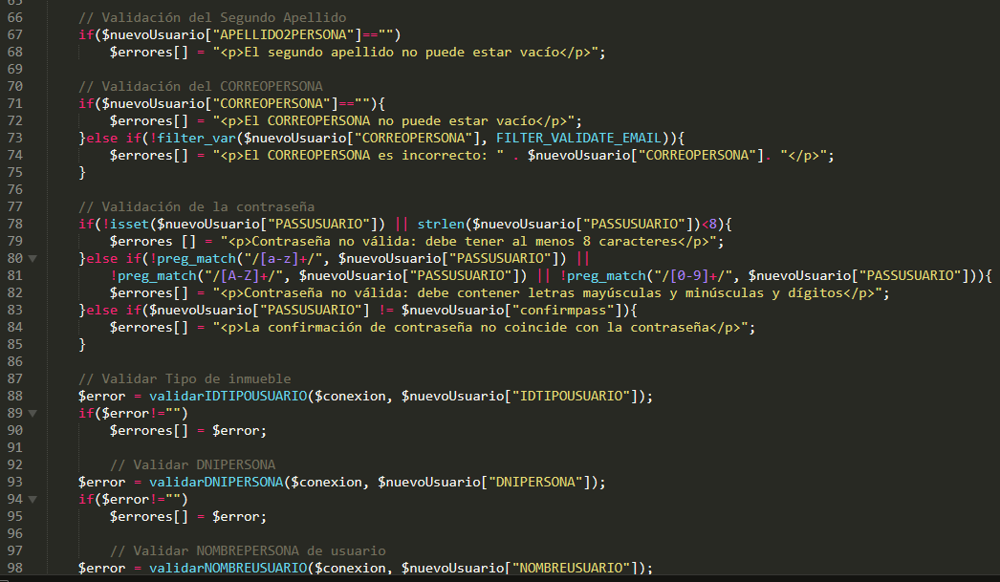 66 // Validación del Segundo Apellido
67 if($nuevoUsuario["APELLIDO2PERSONA"]=="")
68 $errores[] = "<p>El segundo apellido no puede estar vacío</p>";
69
70 // Validación del CORREOPERSONA
71 if($nuevoUsuario["CORREOPERSONA"]==""){
72 $errores[] = "<p>El CORREOPERSONA no puede estar vacío</p>";
73 }else if(!filter_var($nuevoUsuario["CORREOPERSONA"], FILTER_VALIDATE_EMAIL)){
74 $errores[] = "<p>El CORREOPERSONA es incorrecto: " . $nuevoUsuario["CORREOPERSONA"]. "</p>";
75 }
76
77 // Validación de la contraseña
78 if(!isset($nuevoUsuario["PASSUSUARIO"]) || strlen($nuevoUsuario["PASSUSUARIO"])<8){
79 $errores [] = "<p>Contraseña no válida: debe tener al menos 8 caracteres</p>";
80 }else if(!preg_match("/[a-z]+/", $nuevoUsuario["PASSUSUARIO"]) ||
81 !preg_match("/[A-Z]+/", $nuevoUsuario["PASSUSUARIO"]) || !preg_match("/[0-9]+/", $nuevoUsuario["PASSUSUARIO"])){
82 $errores[] = "<p>Contraseña no válida: debe contener letras mayúsculas y minúsculas y dígitos</p>";
83 }else if($nuevoUsuario["PASSUSUARIO"] != $nuevoUsuario["confirmpass"]){
84 $errores[] = "<p>La confirmación de contraseña no coincide con la contraseña</p>";
85 }
86
87 // Validar Tipo de inmueble
88 $error = validarIDTIPOUSUARIO($conexion, $nuevoUsuario["IDTIPOUSUARIO"]);
89 if($error!="")
90 $errores[] = $error;
91
92 // Validar DNIPERSONA
93 $error = validarDNIPERSONA($conexion, $nuevoUsuario["DNIPERSONA"]);
94 if($error!="")
95 $errores[] = $error;
96
97 // Validar NOMBREPERSONA de usuario
98 $error = validarNOMBREUSUARIO($conexion, $nuevoUsuario["NOMBREUSUARIO"]);